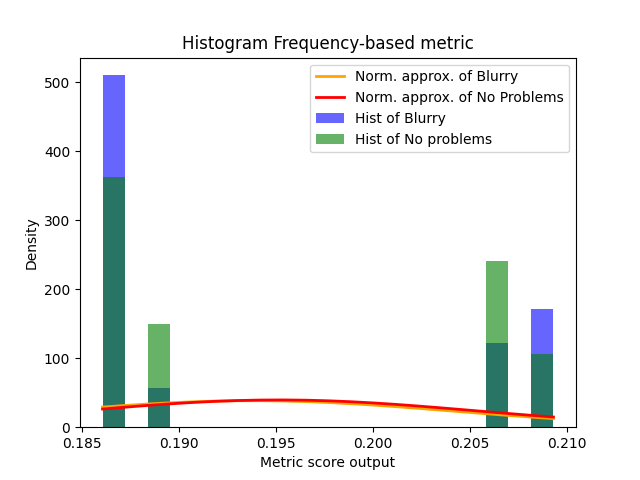 Histogram Frequency-based metric
Norm. approx. of Blurry
Norm. approx. of No Problems
Hist of Blurry
Hist of No problems
500
400
300
200
100
0
Density
0.185
0.190
0.195
0.200
0.205
0.210
Metric score output